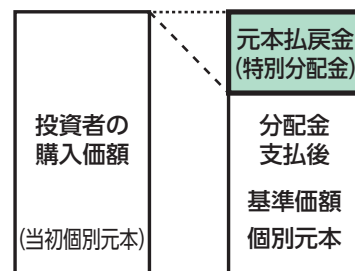 投資者の
購入価額
(当初個別元本)
元本払戻金
(特別分配金)
分配金
支払後
基準価額
個別元本